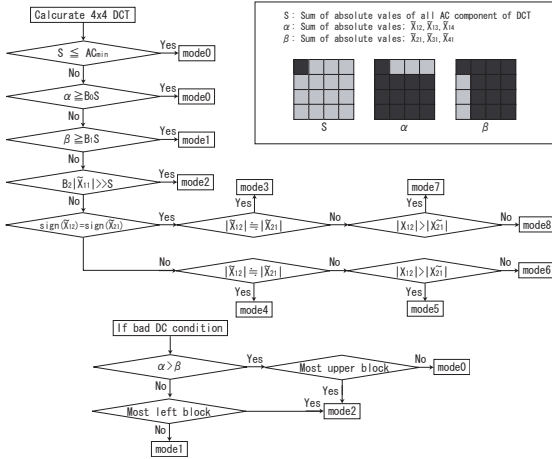 Calcurate 4x4 DCT
S ≦ ACmin
Yes
mode0
No
α≧B0S
Yes
mode0
No
β≧B1S
Yes
mode1
No
B2|X̃11|>>S
Yes
mode2
No
sign(X̃12)=sign(X̃21)
Yes
|X̃12|≒|X̃21|
Yes
mode3
No
|X12|>|X̃21|
Yes
mode7
No
mode8
No
|X̃12|≒|X̃21|
Yes
mode4
No
|X12|>|X̃21|
Yes
mode5
No
mode6
S: Sum of absolute vales of all AC component of DCT
α: Sum of absolute vales; X̃12, X̃13, X̃14
β: Sum of absolute vales; X̃21, X̃31, X̃41
S
α
β
If bad DC condition
α>β
Yes
Most upper block
No
mode0
Yes
No
Most left block
Yes
mode2
No
mode1